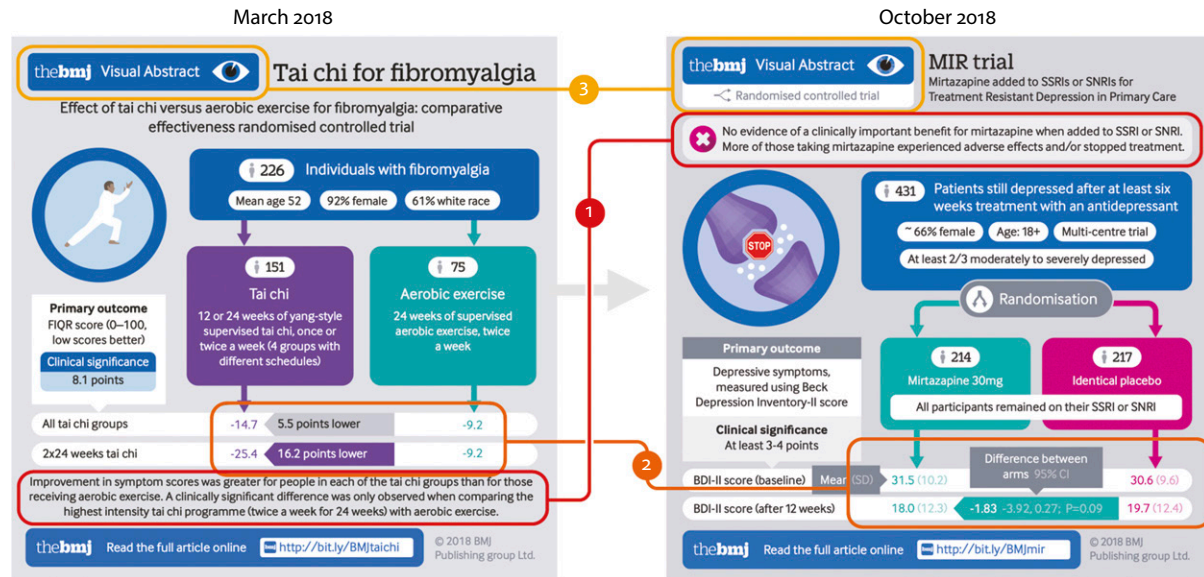 March 2018
thebmj Visual Abstract
Tai chi for fibromyalgia
Effect of tai chi versus aerobic exercise for fibromyalgia: comparative
effectiveness randomised controlled trial
226 Individuals with fibromyalgia
Mean age 52 92% female 61% white race
151
Tai chi
12 or 24 weeks of yang-style
supervised tai chi, once or
twice a week (4 groups with
different schedules)
75
Aerobic exercise
24 weeks of supervised
aerobic exercise, twice
a week
Primary outcome
FIQR score (0–100,
low scores better)
Clinical significance
8.1 points
All tai chi groups -14.7 5.5 points lower -9.2
2x24 weeks tai chi -25.4 16.2 points lower -9.2
Improvement in symptom scores was greater for people in each of the tai chi groups than for those
receiving aerobic exercise. A clinically significant difference was only observed when comparing the
highest intensity tai chi programme (twice a week for 24 weeks) with aerobic exercise.
thebmj Read the full article online http://bit.ly/BMJtaichi
© 2018 BMJ
Publishing group Ltd.
3
1
2
October 2018
thebmj Visual Abstract
Randomised controlled trial
MIR trial
Mirtazapine added to SSRIs or SNRIs for
Treatment Resistant Depression in Primary Care
No evidence of a clinically important benefit for mirtazapine when added to SSRI or SNRI.
More of those taking mirtazapine experienced adverse effects and/or stopped treatment.
STOP
431 Patients still depressed after at least six
weeks treatment with an antidepressant
~ 66% female Age: 18+ Multi-centre trial
At least 2/3 moderately to severely depressed
Randomisation
214
Mirtazapine 30mg
217
Identical placebo
All participants remained on their SSRI or SNRI
Primary outcome
Depressive symptoms,
measured using Beck
Depression Inventory-II score
Clinical significance
At least 3-4 points
Difference between
arms 95% CI
BDI-II score (baseline) Mean (SD) 31.5 (10.2) 30.6 (9.6)
BDI-II score (after 12 weeks) 18.0 (12.3) -1.83 -3.92, 0.27; P=0.09 19.7 (12.4)
thebmj Read the full article online http://bit.ly/BMJmir
© 2018 BMJ
Publishing group Ltd.